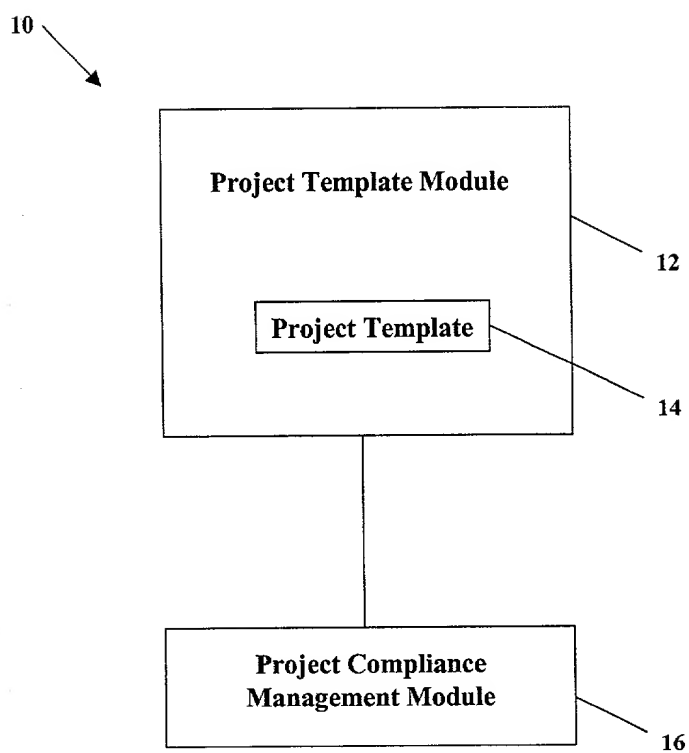 10
Project Template Module
12
Project Template
14
Project Compliance
Management Module
16